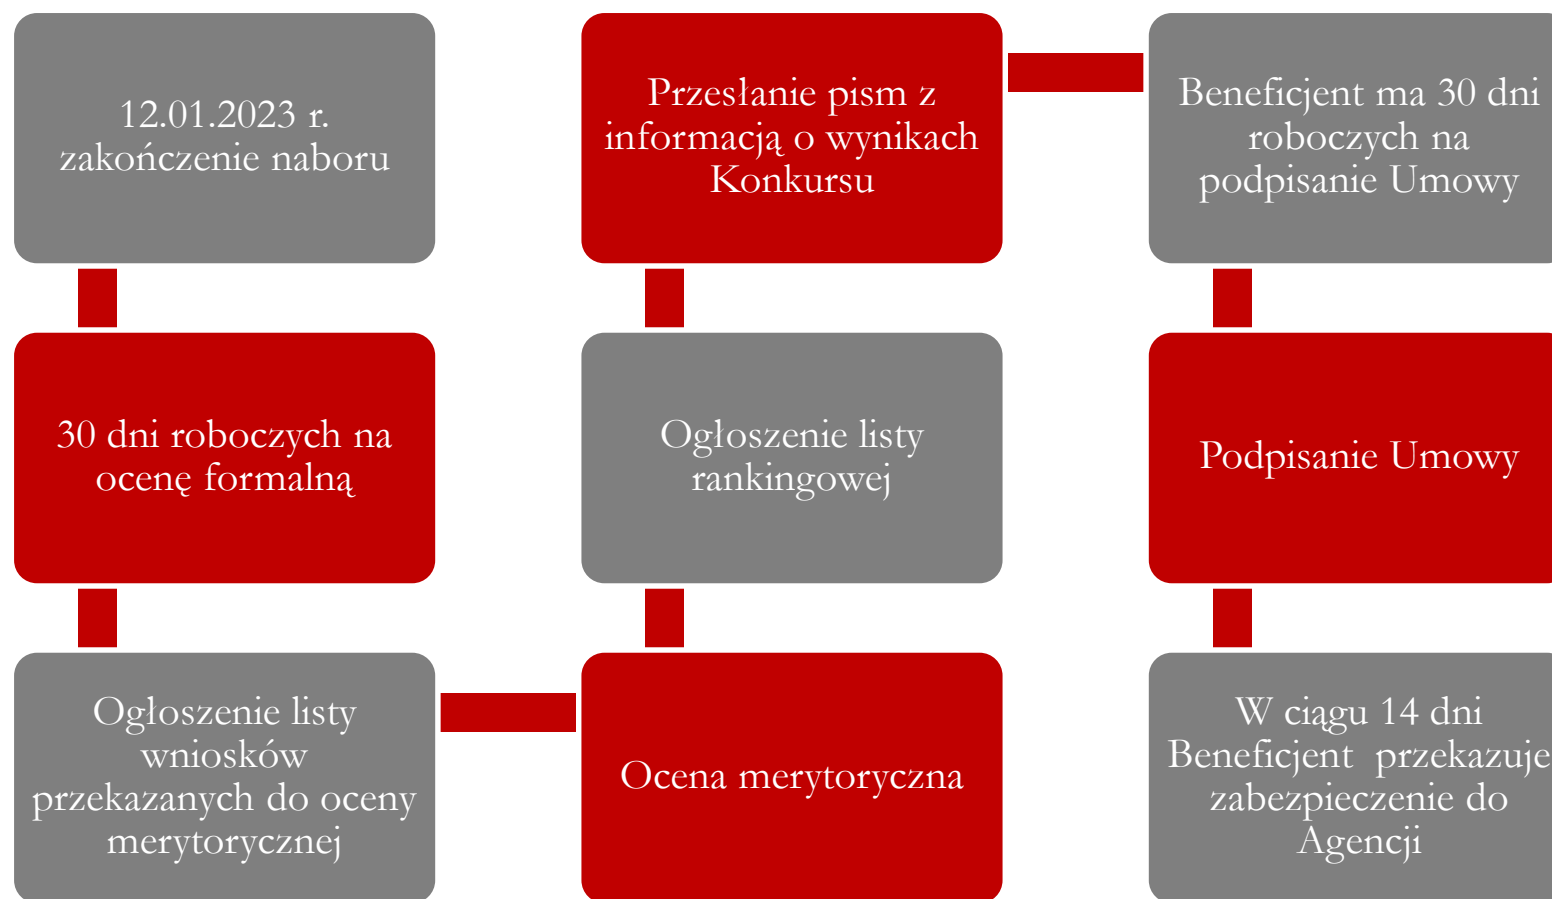 12.01.2023 r.
zakończenie naboru
30 dni roboczych na
ocenę formalną
Ogłoszenie listy
wniosków
przekazanych do oceny
merytorycznej
Ocena merytoryczna
Ogłoszenie listy
rankingowej
Przesłanie pism z
informacją o wynikach
Konkursu
Beneficjent ma 30 dni
roboczych na
podpisanie Umowy
Podpisanie Umowy
W ciągu 14 dni
Beneficjent  przekazuje
zabezpieczenie do
Agencji